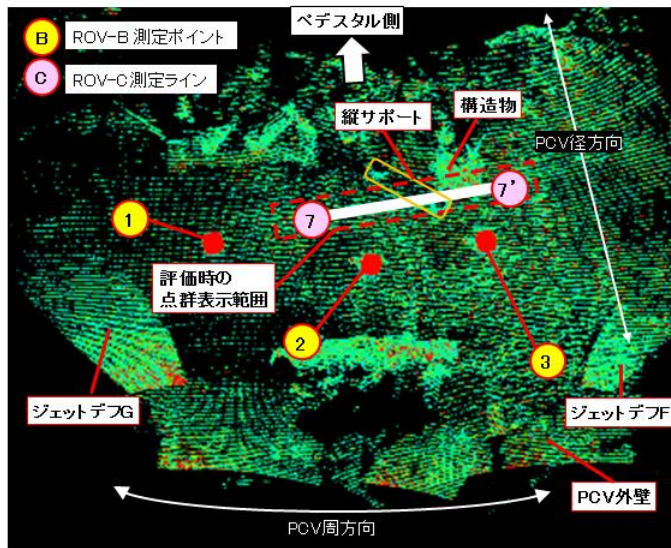 B ROV-B 測定ポイント
C ROV-C測定ライン
ペデスタル側
縦サポート
構造物
PCV径方向
1
7
7’
評価時の
点群表示範囲
2
3
ジェットデフG
ジェットデフF
PCV外壁
PCV周方向